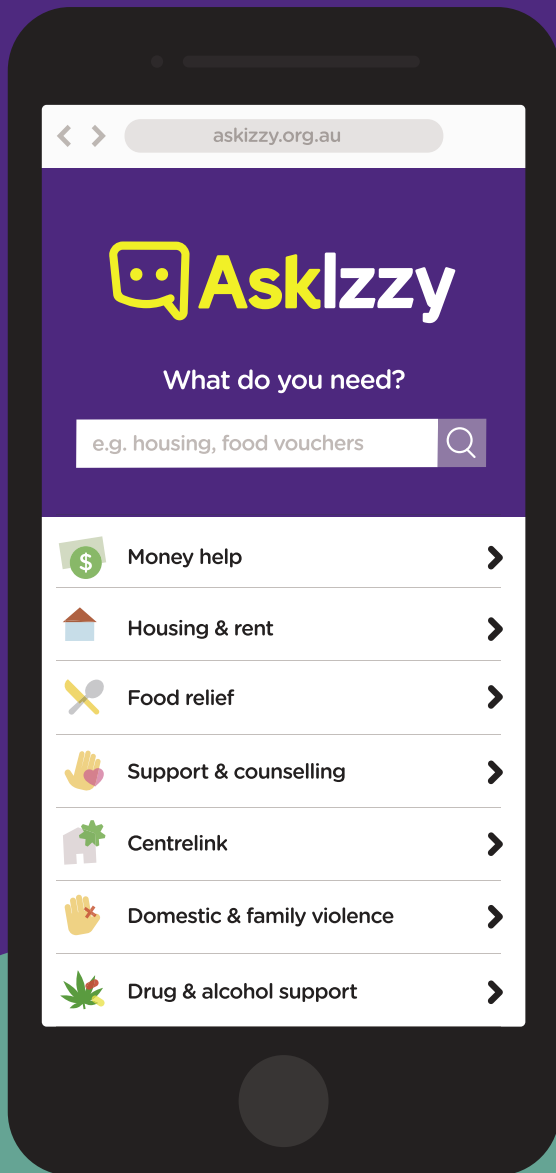 askizzy.org.au
AskIzzy
What do you need?
e.g. housing, food vouchers
$
Money help
Housing & rent
Food relief
Support & counselling
Centrelink
Domestic & family violence
Drug & alcohol support